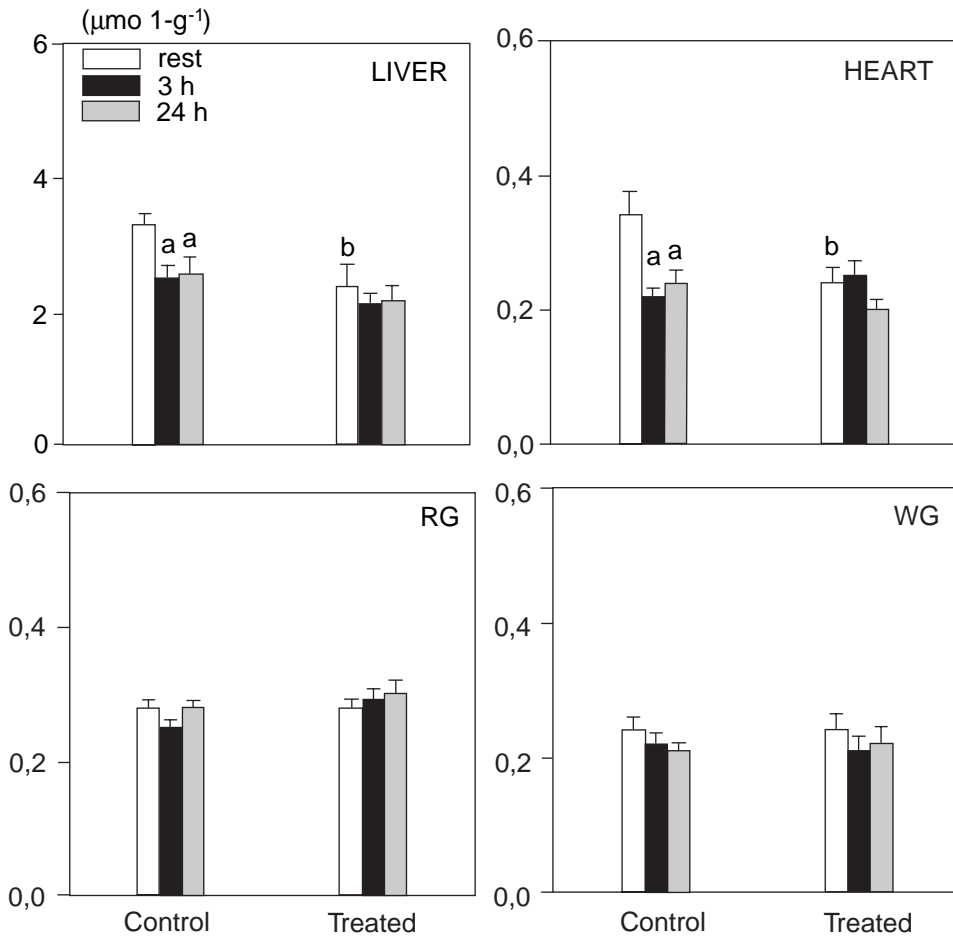 (μmo 1-g-1)
6
rest
3 h
24 h
LIVER
4
a a
b
2
0
0,6
HEART
0,4
a a
b
0,2
0,0
0,6
RG
0,4
0,2
0,0
Control Treated
0,6
WG
0,4
0,2
0,0
Control Treated